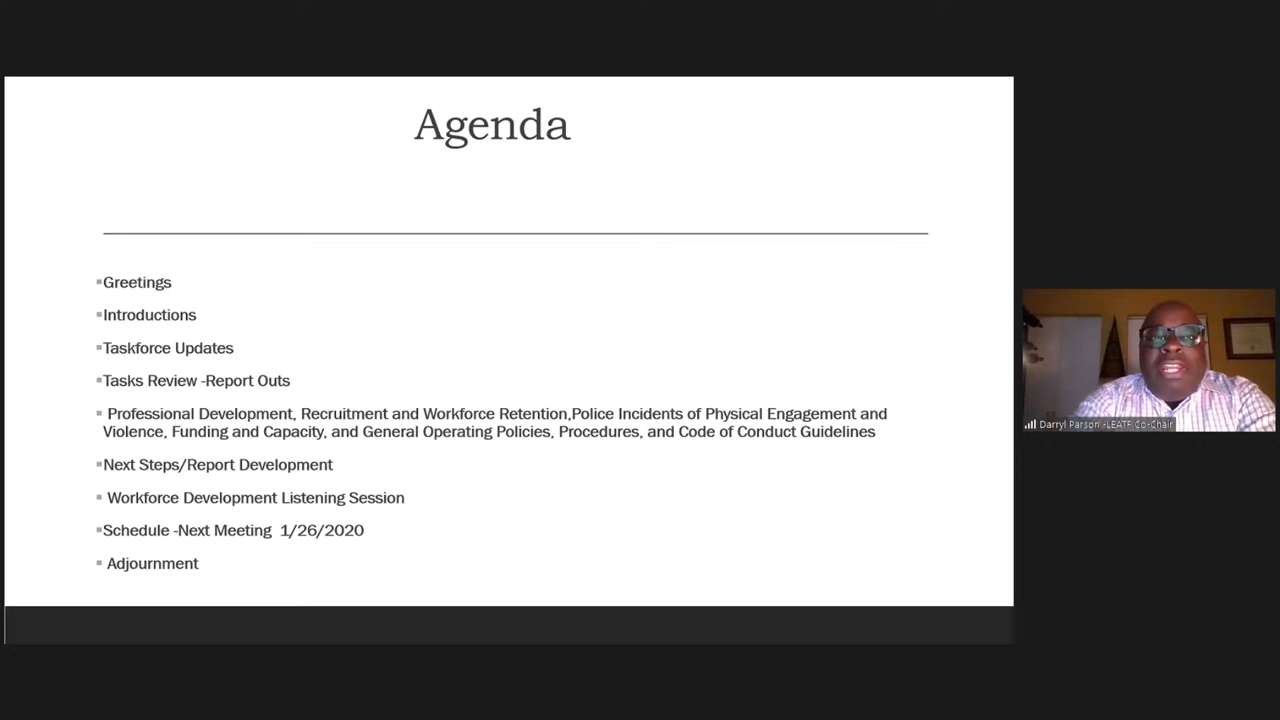 Agenda
▪Greetings
▪Introductions
▪Taskforce Updates
▪Tasks Review -Report Outs
▪ Professional Development, Recruitment and Workforce Retention,Police Incidents of Physical Engagement and
Violence, Funding and Capacity, and General Operating Policies, Procedures, and Code of Conduct Guidelines
▪Next Steps/Report Development
▪ Workforce Development Listening Session
▪Schedule -Next Meeting  1/26/2020
▪ Adjournment
Darryl Parson -LEATF Co-Chair